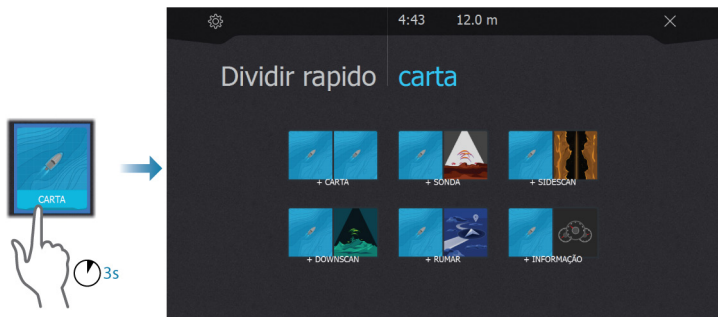 4:43 12.0 m
Dividir rapido carta
CARTA
3s
+ CARTA
+ SONDA
+ SIDESCAN
+ DOWNSCAN
+ RUMAR
+ INFORMAÇÃO